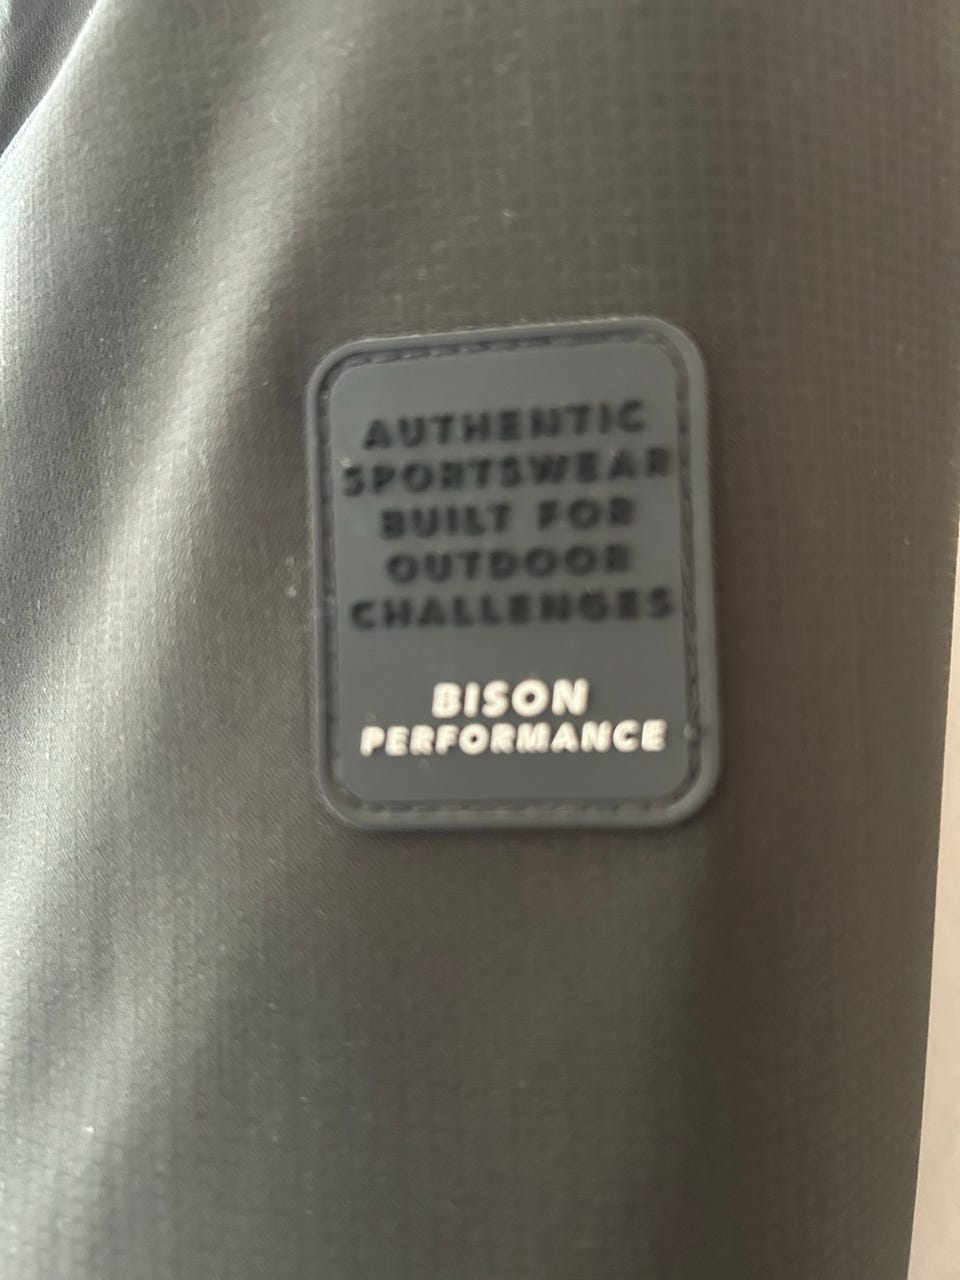 AUTHENTIC
SPORTSWEAR
BUILT FOR
OUTDOOR
CHALLENGES
BISON
PERFORMANCE